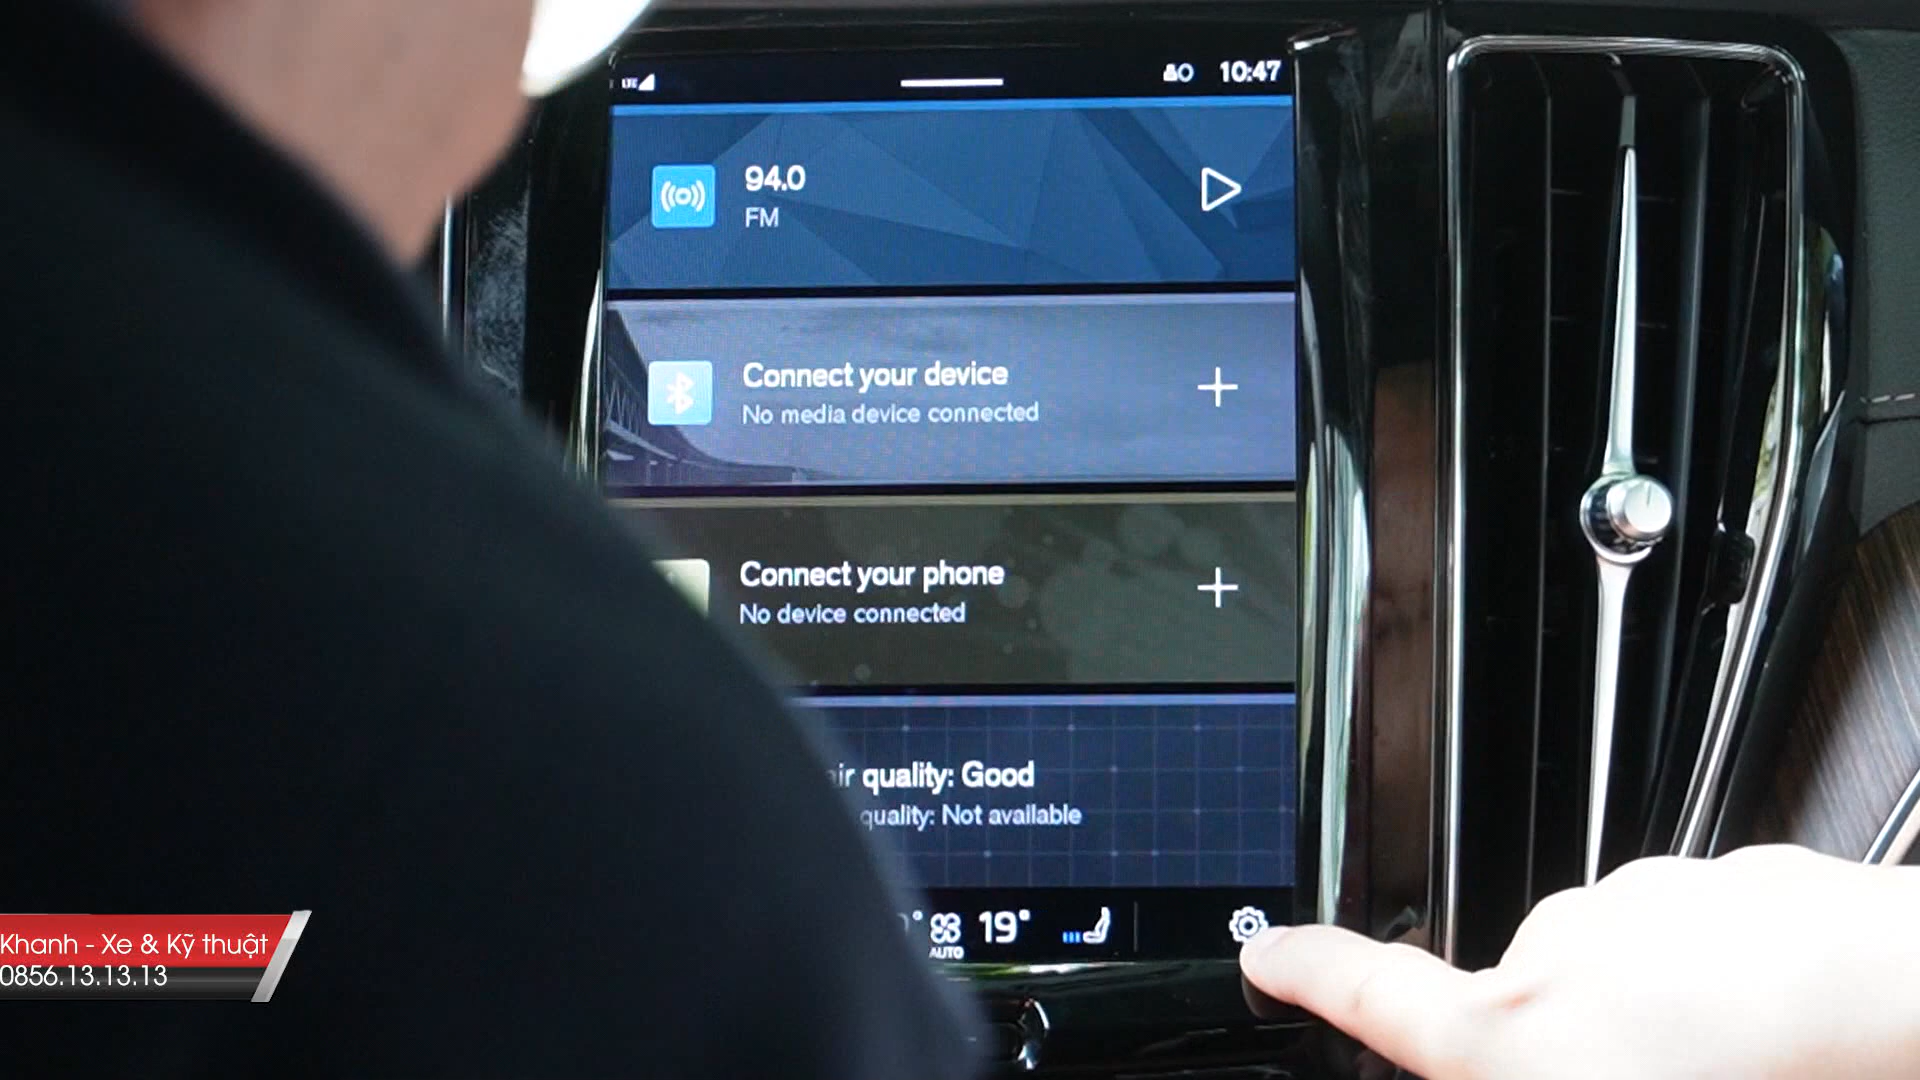 LTE
10:47
94.0
FM
Connect your device
No media device connected
Connect your phone
No device connected
quality: Good
quality: Not available
19°
AUTO
Khanh - Xe & Kỹ thuật
0856.13.13.13